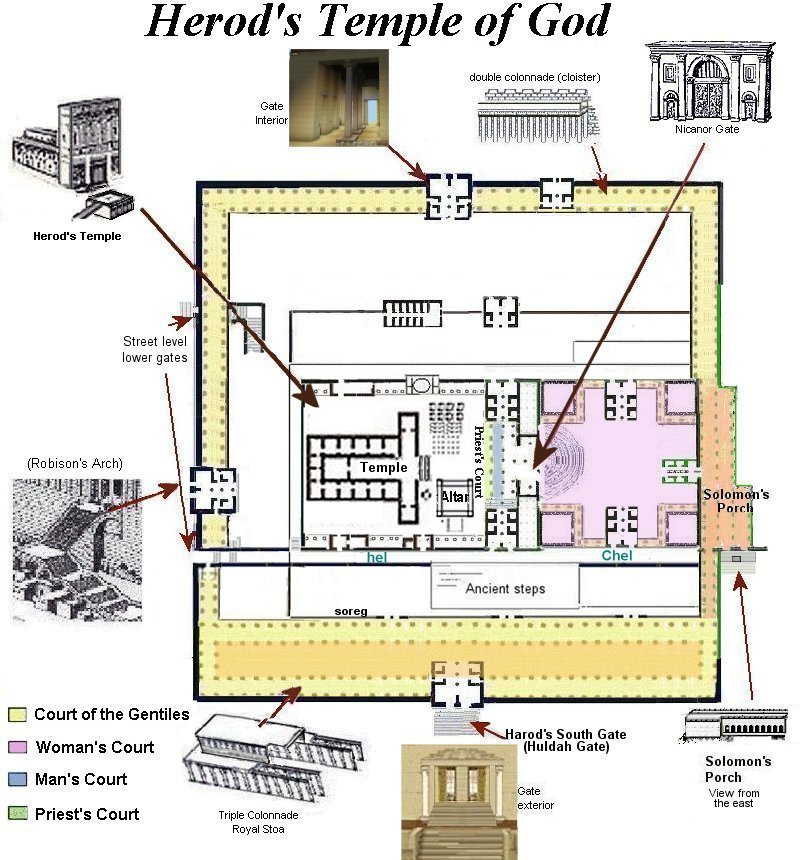 Herod's Temple of God
Gate
Interior
double colonnade (cloister)
Nicanor Gate
Herod's Temple
Street level
lower gates
(Robison's Arch)
Temple
Altar
Priest's Court
Solomon's
Porch
hel
Chel
Ancient steps
soreg
Court of the Gentiles
Woman's Court
Man's Court
Priest's Court
Triple Colonnade
Royal Stoa
Harod's South Gate
(Huldah Gate)
Gate
exterior
Solomon's
Porch
View from
the east